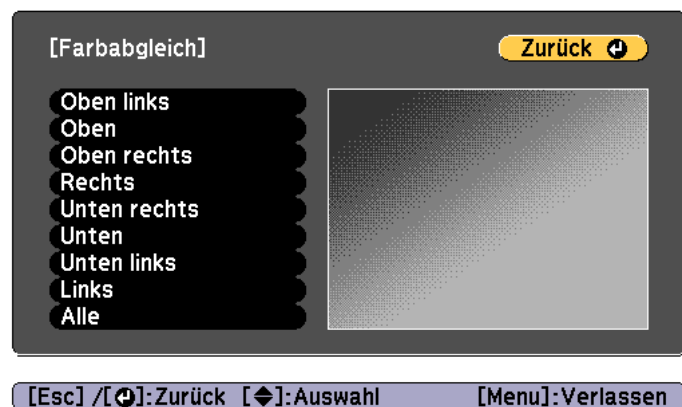 [Farbabgleich]
Zurück
Oben links
Oben
Oben rechts
Rechts
Unten rechts
Unten
Unten links
Links
Alle
[Esc] /[ ]:Zurück [ ]:Auswahl [Menu]:Verlassen